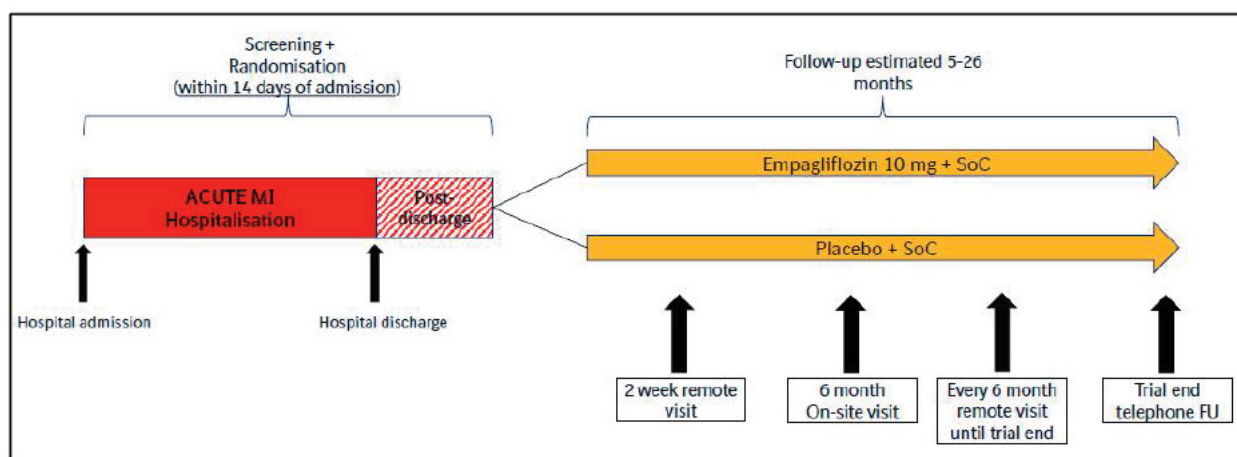 Screening +
Randomisation
(within 14 days of admission)
Follow-up estimated 5-26
months
ACUTE MI
Hospitalisation
Post-
discharge
Empagliflozin 10 mg + SoC
Placebo + SoC
Hospital admission
Hospital discharge
2 week remote
visit
6 month
On-site visit
Every 6 month
remote visit
until trial end
Trial end
telephone FU